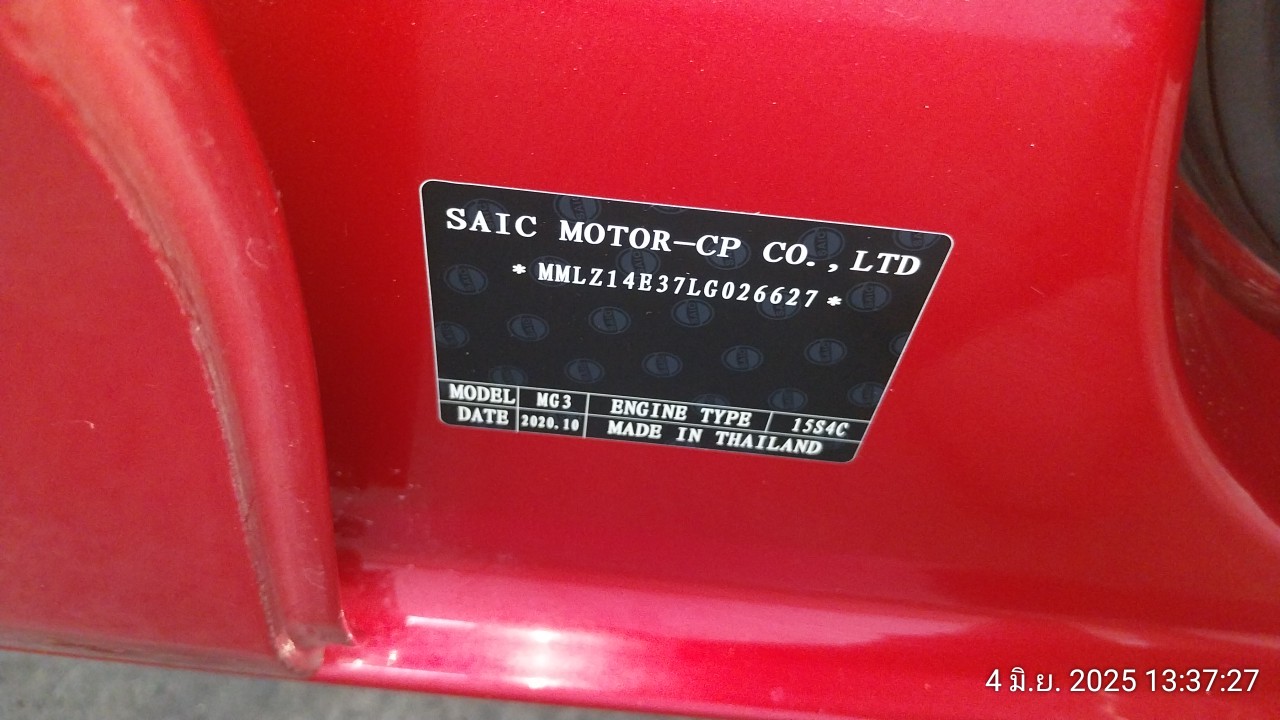 SAIC MOTOR-CP CO.,LTD
* MMLZ14E37LG026627 *
MODEL MG3 ENGINE TYPE 15S4C
DATE 2020.10 MADE IN THAILAND
4 มิ.ย. 2025 13:37:27